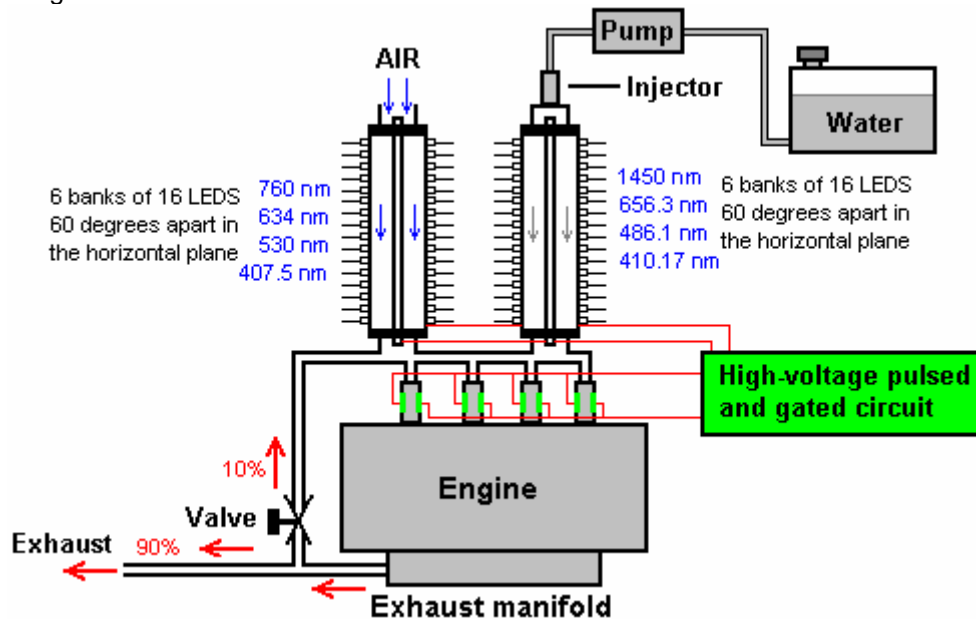 Pump
AIR
Injector
Water
6 banks of 16 LEDS
60 degrees apart in
the horizontal plane
760 nm
634 nm
530 nm
407.5 nm
1450 nm
656.3 nm
486.1 nm
410.17 nm
6 banks of 16 LEDS
60 degrees apart in
the horizontal plane
High-voltage pulsed
and gated circuit
10%
Engine
Valve
Exhaust
90%
Exhaust manifold